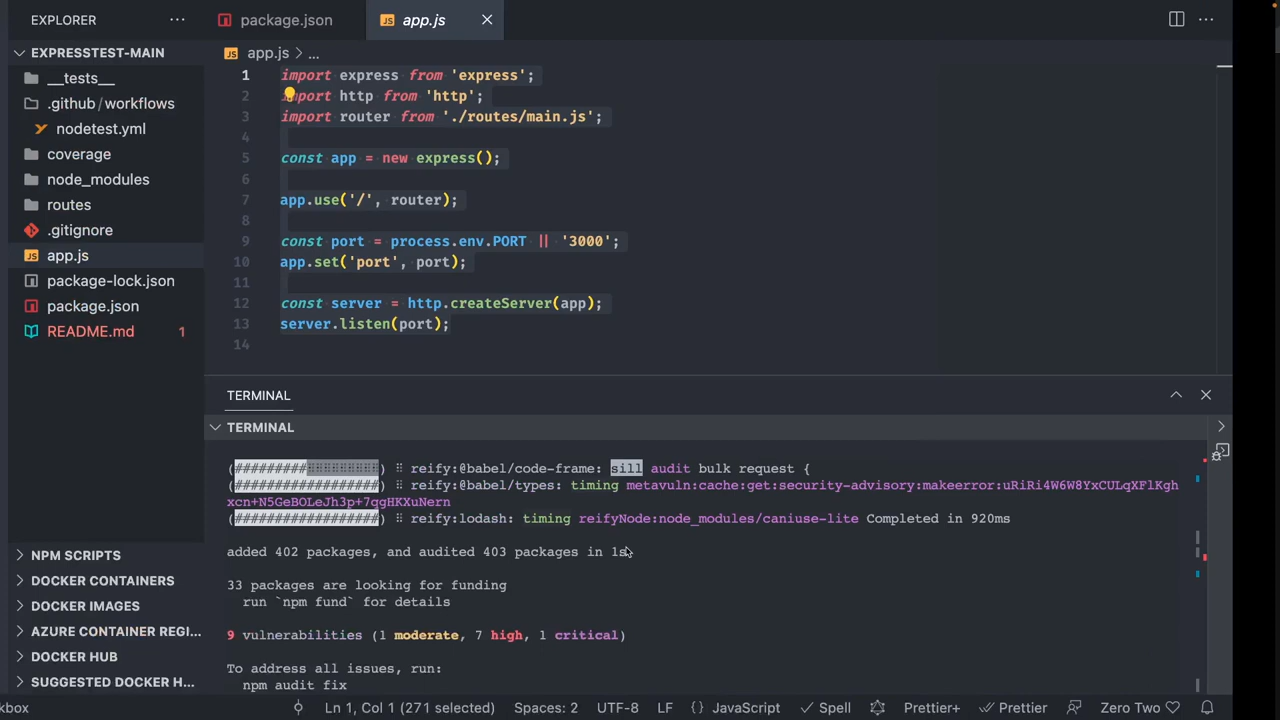 EXPLORER
package.json
app.js
EXPRESSTEST-MAIN
__tests__
.github/workflows
nodetest.yml
coverage
node_modules
routes
.gitignore
app.js
package-lock.json
package.json
README.md 1
NPM SCRIPTS
DOCKER CONTAINERS
DOCKER IMAGES
AZURE CONTAINER REGI...
DOCKER HUB
SUGGESTED DOCKER H...
app.js > ...
1 import express from 'express';
2 import http from 'http';
3 import router from './routes/main.js';
4
5 const app = new express();
6
7 app.use('/', router);
8
9 const port = process.env.PORT || '3000';
10 app.set('port', port);
11
12 const server = http.createServer(app);
13 server.listen(port);
14
TERMINAL
TERMINAL
(#########⠂⠂⠂⠂⠂⠂⠂⠂⠂) ⠇ reify:@babel/code-frame: sill audit bulk request {
(##################) ⠇ reify:@babel/types: timing metavuln:cache:get:security-advisory:makeerror:uRiRi4W6W8YxCULqXFlKgh
xcn+N5GeBOLeJh3p+7qgHKXuNern
(##################) ⠇ reify:lodash: timing reifyNode:node_modules/caniuse-lite Completed in 920ms
added 402 packages, and audited 403 packages in 1s
33 packages are looking for funding
run `npm fund` for details
9 vulnerabilities (1 moderate, 7 high, 1 critical)
To address all issues, run:
npm audit fix
kbox
Ln 1, Col 1 (271 selected)
Spaces: 2
UTF-8
LF
{} JavaScript
Spell
Prettier+
Prettier
Zero Two ♡